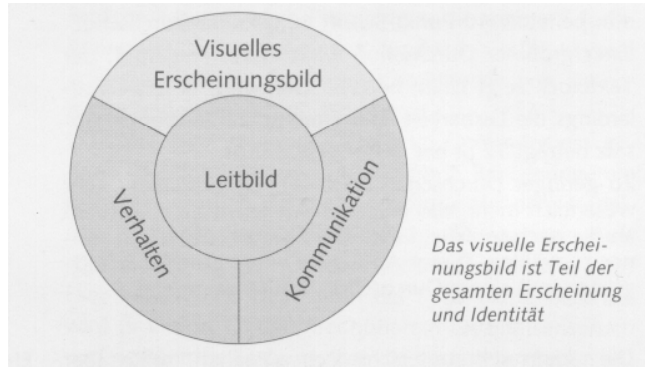 Visuelles
Erscheinungsbild
Leitbild
Verhalten
Kommunikation
Das visuelle Erschei-
nungsbild ist Teil der
gesamten Erscheinung
und Identität